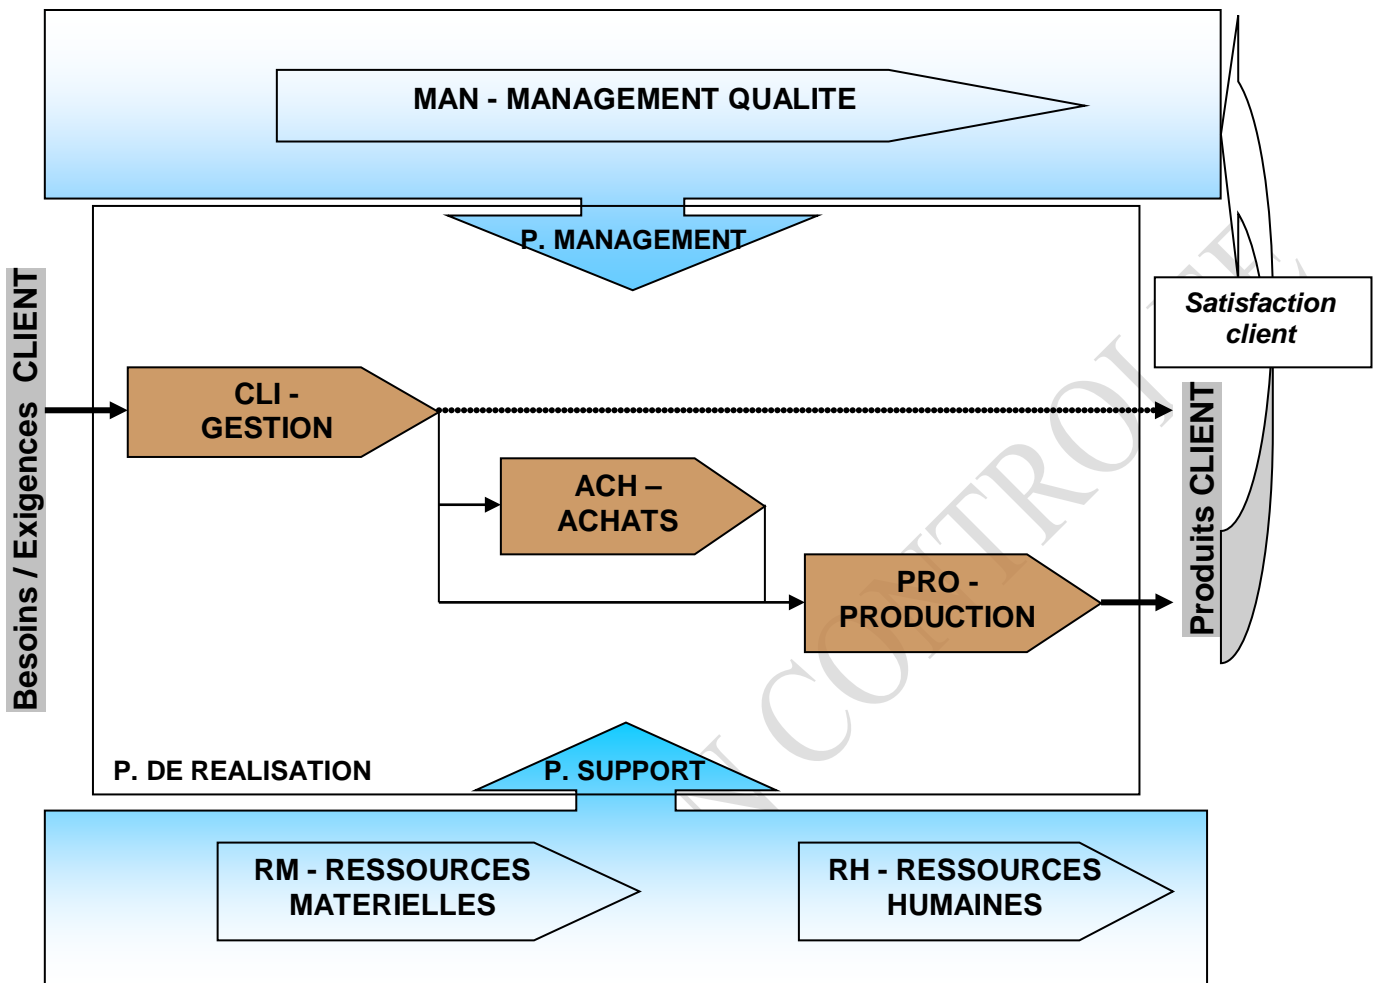 MAN - MANAGEMENT QUALITE
P. MANAGEMENT
Besoins / Exigences  CLIENT
Satisfaction
client
CLI -
GESTION
ACH –
ACHATS
PRO -
PRODUCTION
Produits CLIENT
N CONTROLEE
P. DE REALISATION
P. SUPPORT
RM - RESSOURCES
MATERIELLES
RH - RESSOURCES
HUMAINES